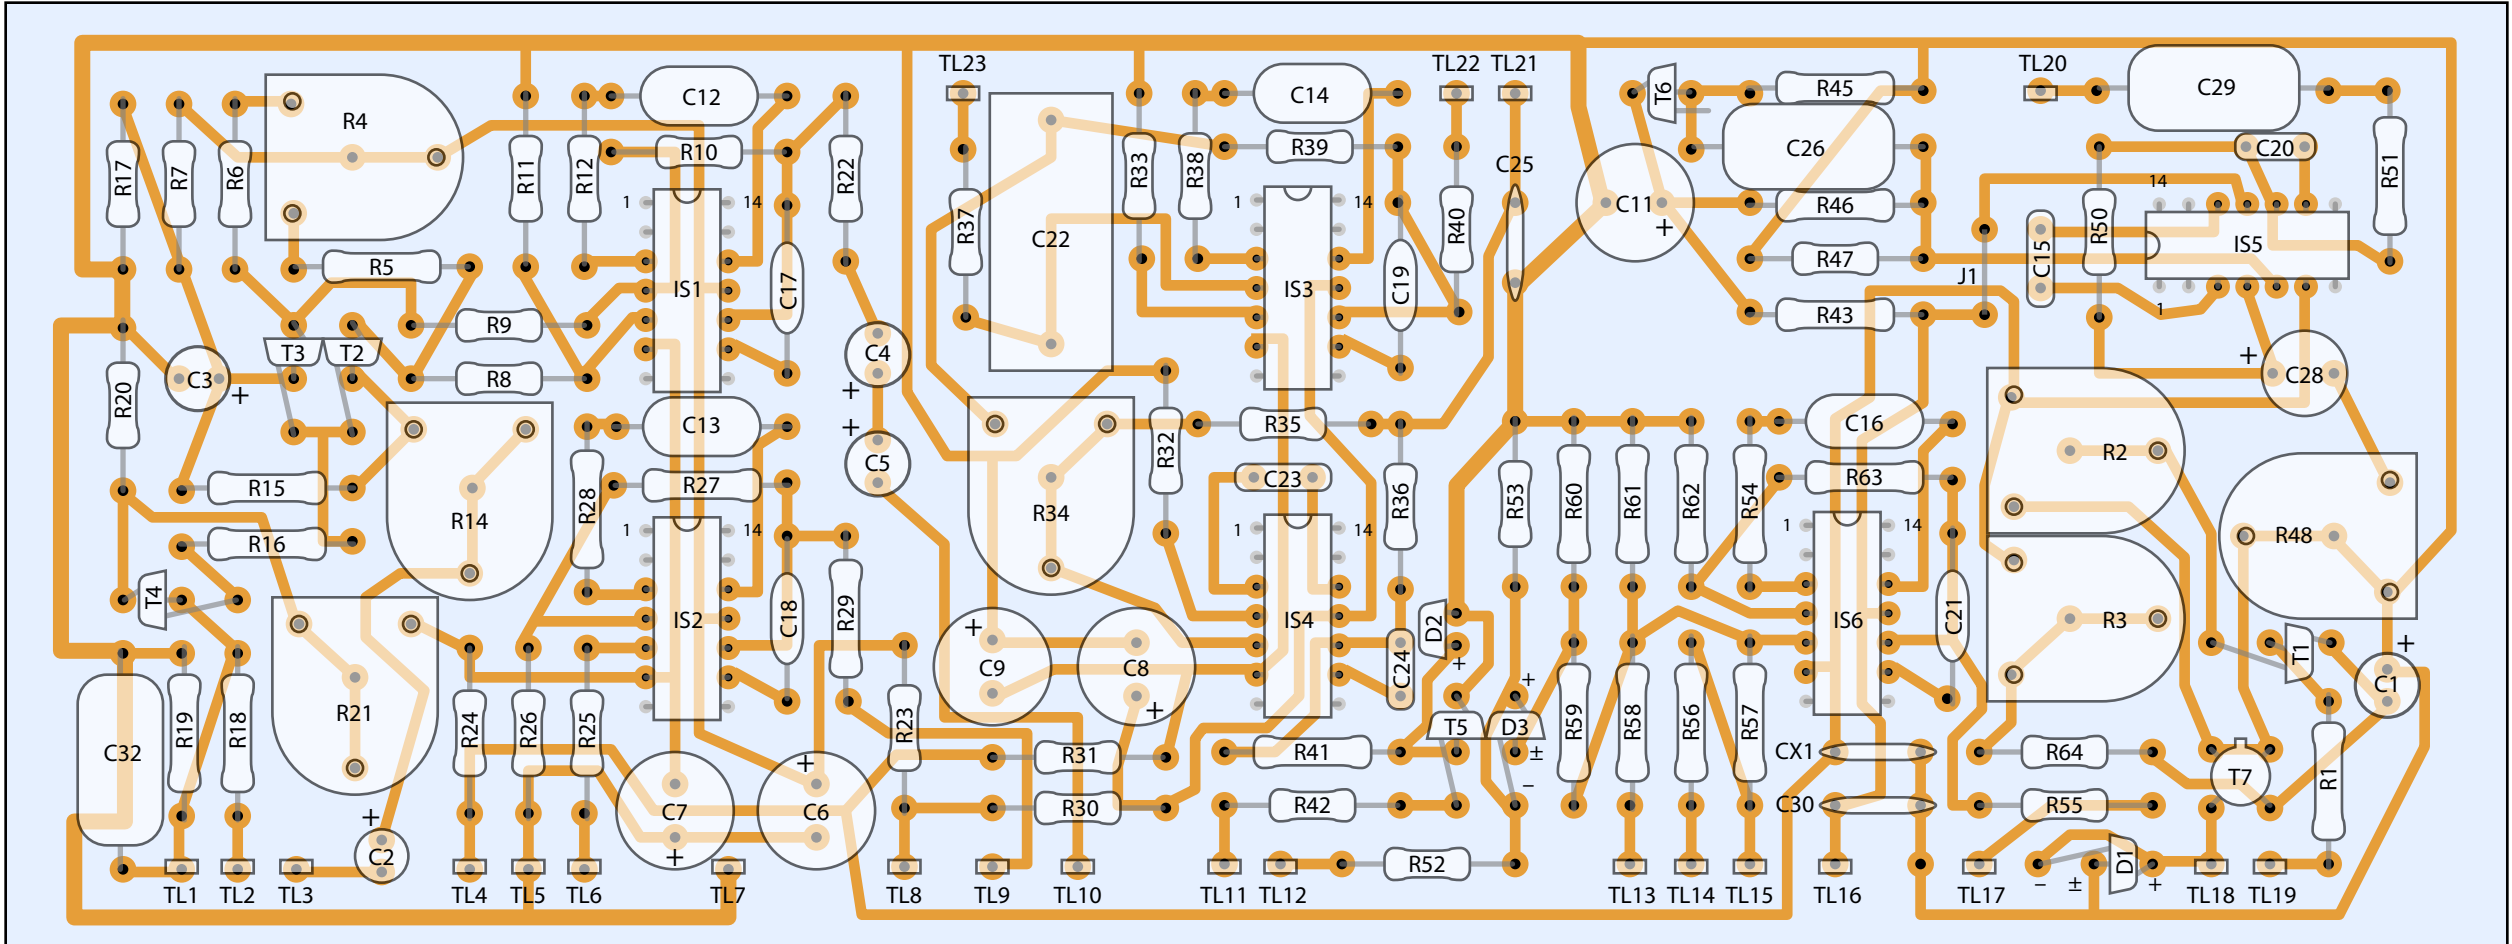 TL23 TL22 TL21 TL20
R4 C12 C14 T6 R45 C29
R17 R7 R6 R11 R12 R10 R22 R33 R38 R39 C25 C26 C20 R51
1 14 1 14 14
R37 C22 R40 C11 + R46 C15 R50 IS5
R5 IS1 C17 IS3 C19 R47 J1
R9 R43 1
T3 T2 C4 + C28
R20 C3 + R8 +
C13 + R35 C16
C5 R32 R2
R15 R28 R27 C23 R36 R53 R60 R61 R62 R54 R63
R14 R34
R16 1 14 1 14 1 14 R48
T4 IS2 C18 R29 IS4 D2 IS6 C21 R3
+ C9 C8 C24 + T1 +
+ + C1
R21 R24 R26 R25 R23 T5 D3 R59 R58 R56 R57
C32 R19 R18 + R31 R41 ± CX1 R64
T7
+ C7 C6 R30 R42 − C30 R55 R1
C2 + R52 D1
− ± +
TL1 TL2 TL3 TL4 TL5 TL6 TL7 TL8 TL9 TL10 TL11 TL12 TL13 TL14 TL15 TL16 TL17 TL18 TL19